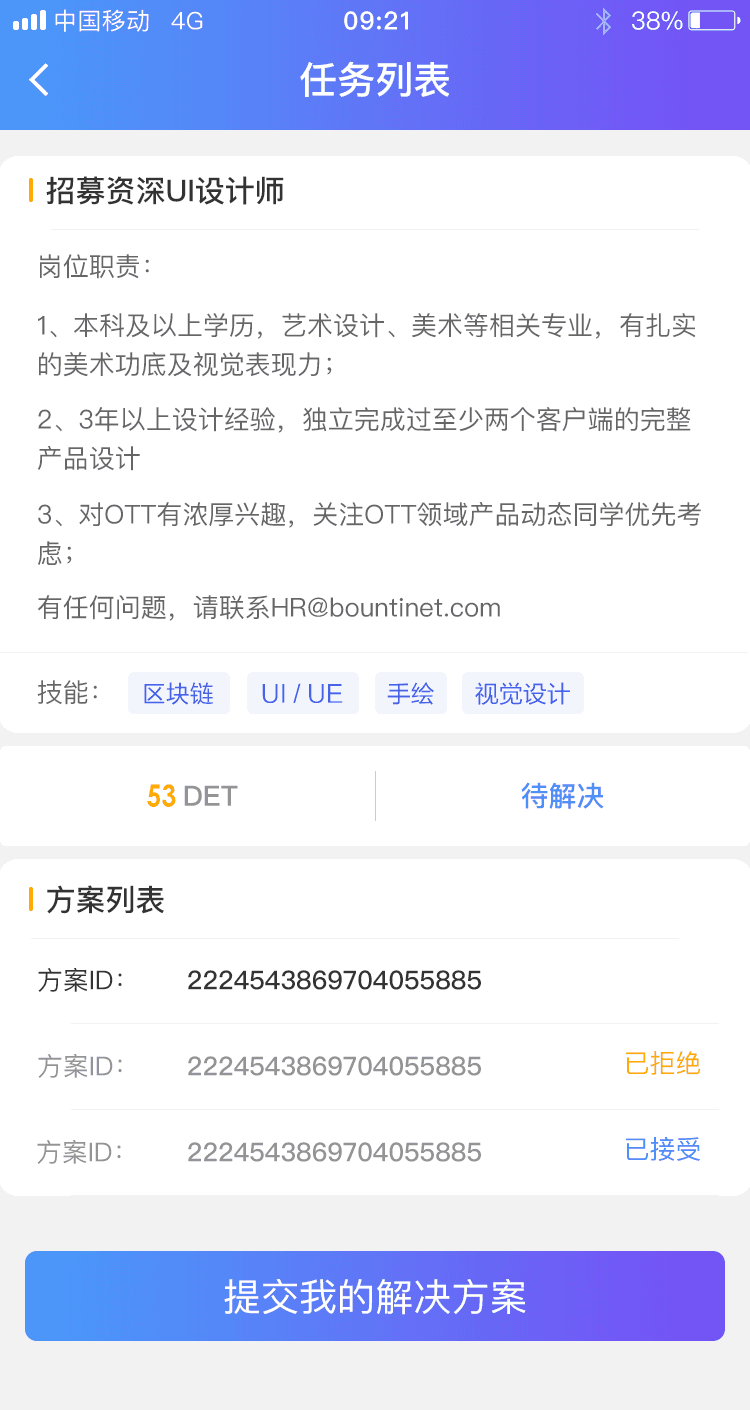 中国移动 4G 09:21 38%
任务列表
招募资深UI设计师
岗位职责：
1、本科及以上学历，艺术设计、美术等相关专业，有扎实
的美术功底及视觉表现力；
2、3年以上设计经验，独立完成过至少两个客户端的完整
产品设计
3、对OTT有浓厚兴趣，关注OTT领域产品动态同学优先考
虑；
有任何问题，请联系HR@bountinet.com
技能： 区块链 UI / UE 手绘 视觉设计
53 DET 待解决
方案列表
方案ID： 2224543869704055885
方案ID： 2224543869704055885 已拒绝
方案ID： 2224543869704055885 已接受
提交我的解决方案